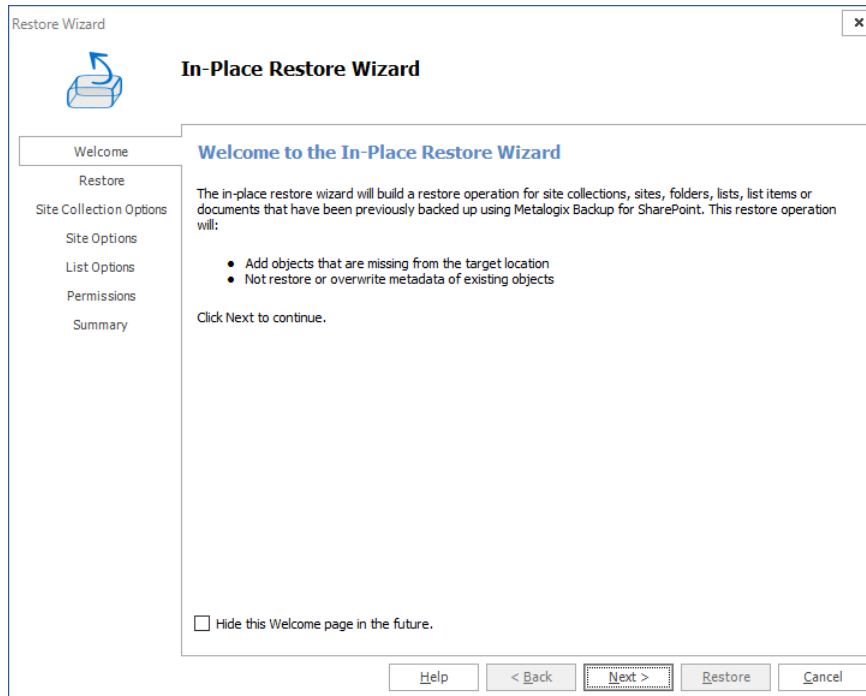 Restore Wizard
In-Place Restore Wizard
Welcome
Restore
Site Collection Options
Site Options
List Options
Permissions
Summary
Welcome to the In-Place Restore Wizard
The in-place restore wizard will build a restore operation for site collections, sites, folders, lists, list items or
documents that have been previously backed up using Metalogix Backup for SharePoint. This restore operation
will:
● Add objects that are missing from the target location
● Not restore or overwrite metadata of existing objects
Click Next to continue.
Hide this Welcome page in the future.
Help
< Back
Next >
Restore
Cancel